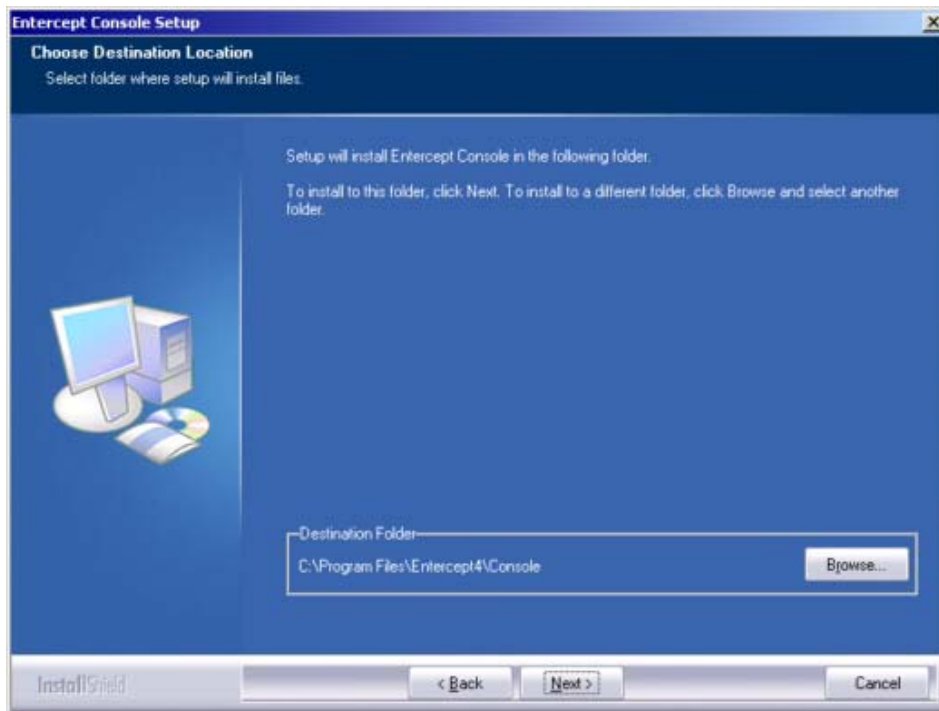 Entercept Console Setup
Choose Destination Location
Select folder where setup will install files.
Setup will install Entercept Console in the following folder.
To install to this folder, click Next. To install to a different folder, click Browse and select another
folder.
Destination Folder
C:\Program Files\Entercept4\Console
Browse...
InstallShield
< Back
Next >
Cancel